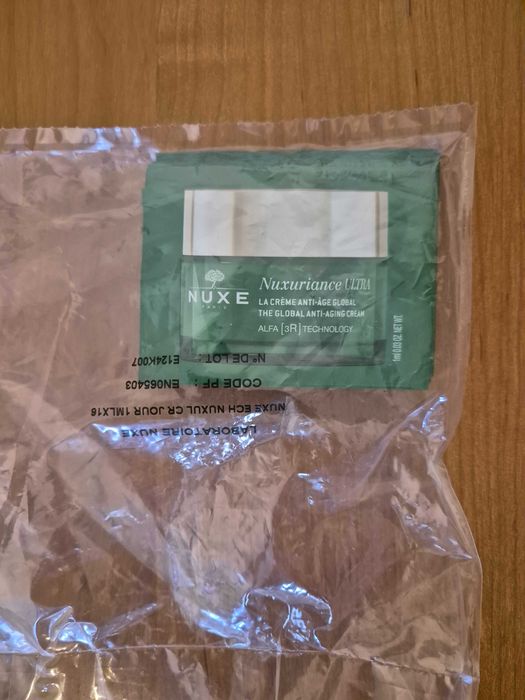 NUXE
PARIS
Nuxuriance ULTRA
LA CRÈME ANTI-ÂGE GLOBAL
THE GLOBAL ANTI-AGING CREAM
ALFA [3R] TECHNOLOGY
1ml 0.03 OZ. NET WT.
LABORATOIRE NUXE
NUXE ECH NUXUL CR JOUR 1MLX18
CODE PF : EN065403
N° DE LOT : E124K007